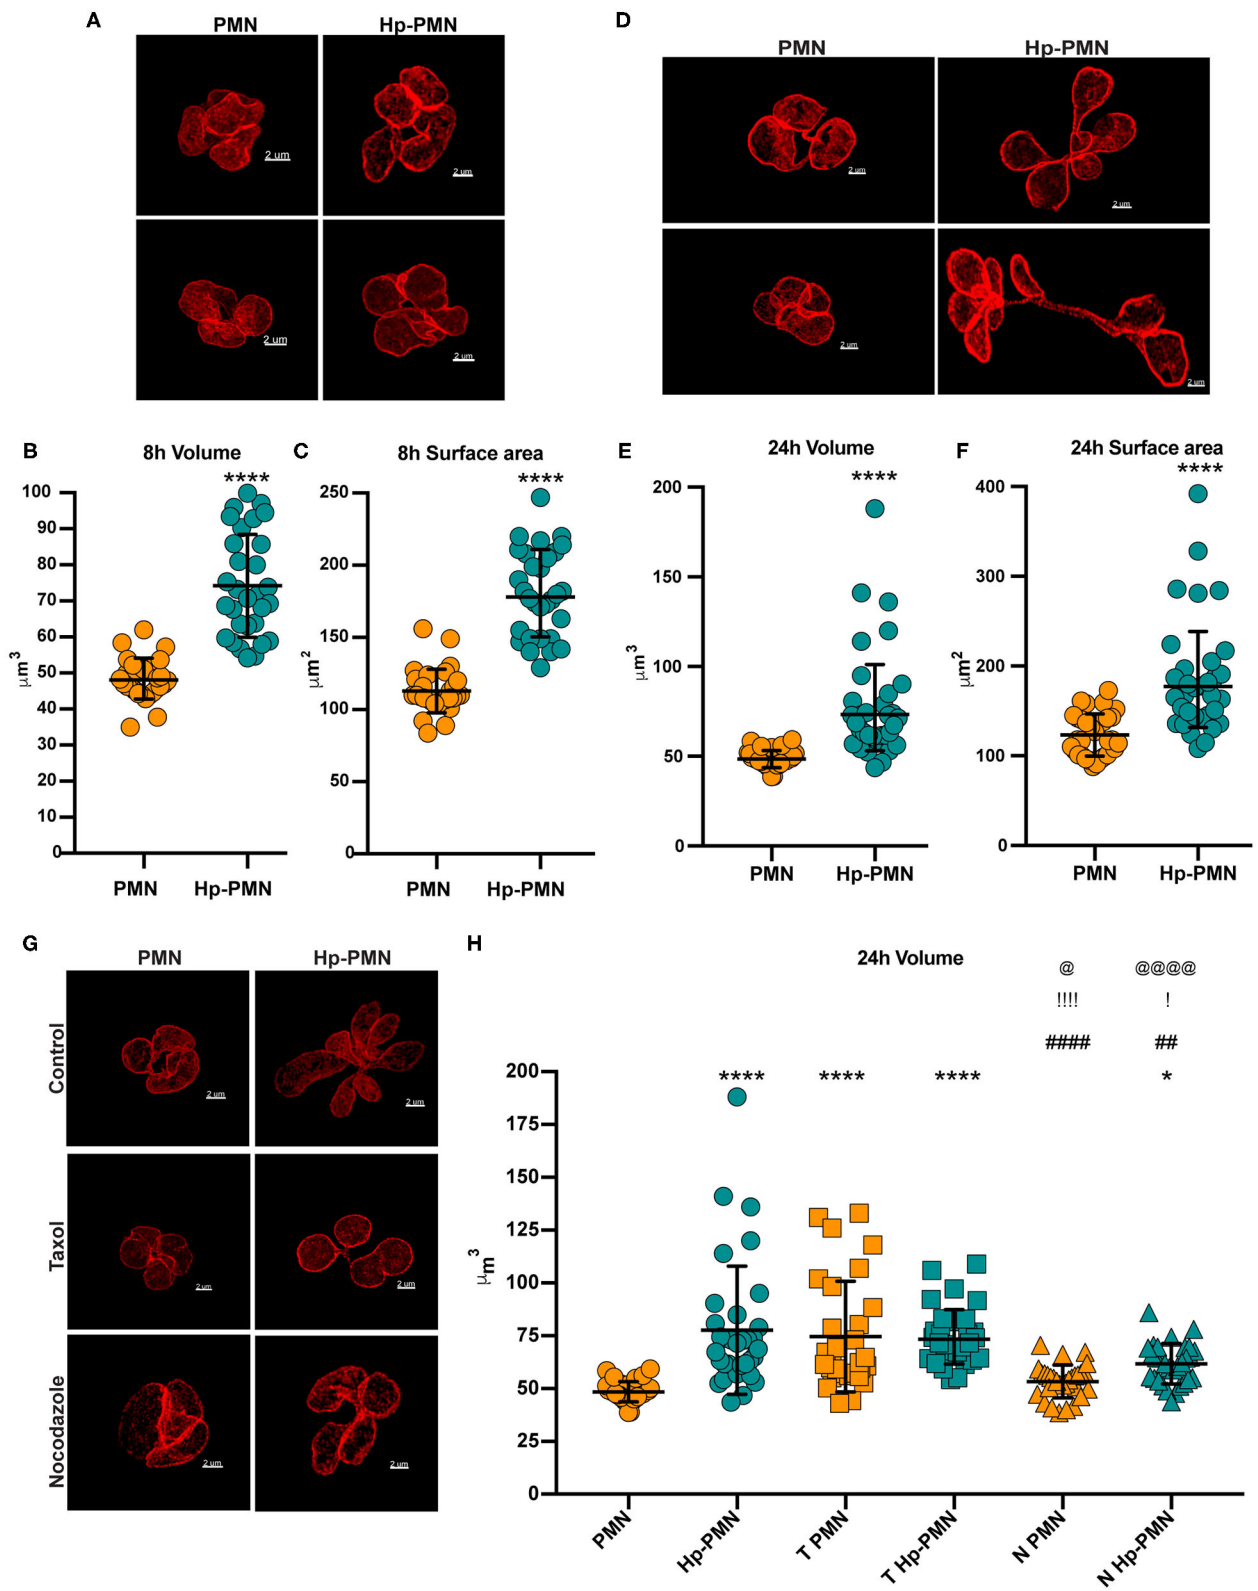 A
PMN
Hp-PMN
2 um
2 um
2 um
2 um
D
PMN
Hp-PMN
2 um
2 um
2 um
2 um
B
8h Volume
****
μm3
100
90
80
70
60
50
40
30
20
10
0
PMN
Hp-PMN
C
8h Surface area
****
μm2
250
200
150
100
50
0
PMN
Hp-PMN
E
24h Volume
****
μm3
200
150
100
50
0
PMN
Hp-PMN
F
24h Surface area
****
μm2
400
300
200
100
0
PMN
Hp-PMN
G
PMN
Hp-PMN
Control
2 um
2 um
Taxol
2 um
2 um
Nocodazole
2 um
2 um
H
24h Volume
@ @@@@
!!!! !
#### ##
**** **** **** *
μm3
200
175
150
125
100
75
50
25
0
PMN
Hp-PMN
T PMN
T Hp-PMN
N PMN
N Hp-PMN